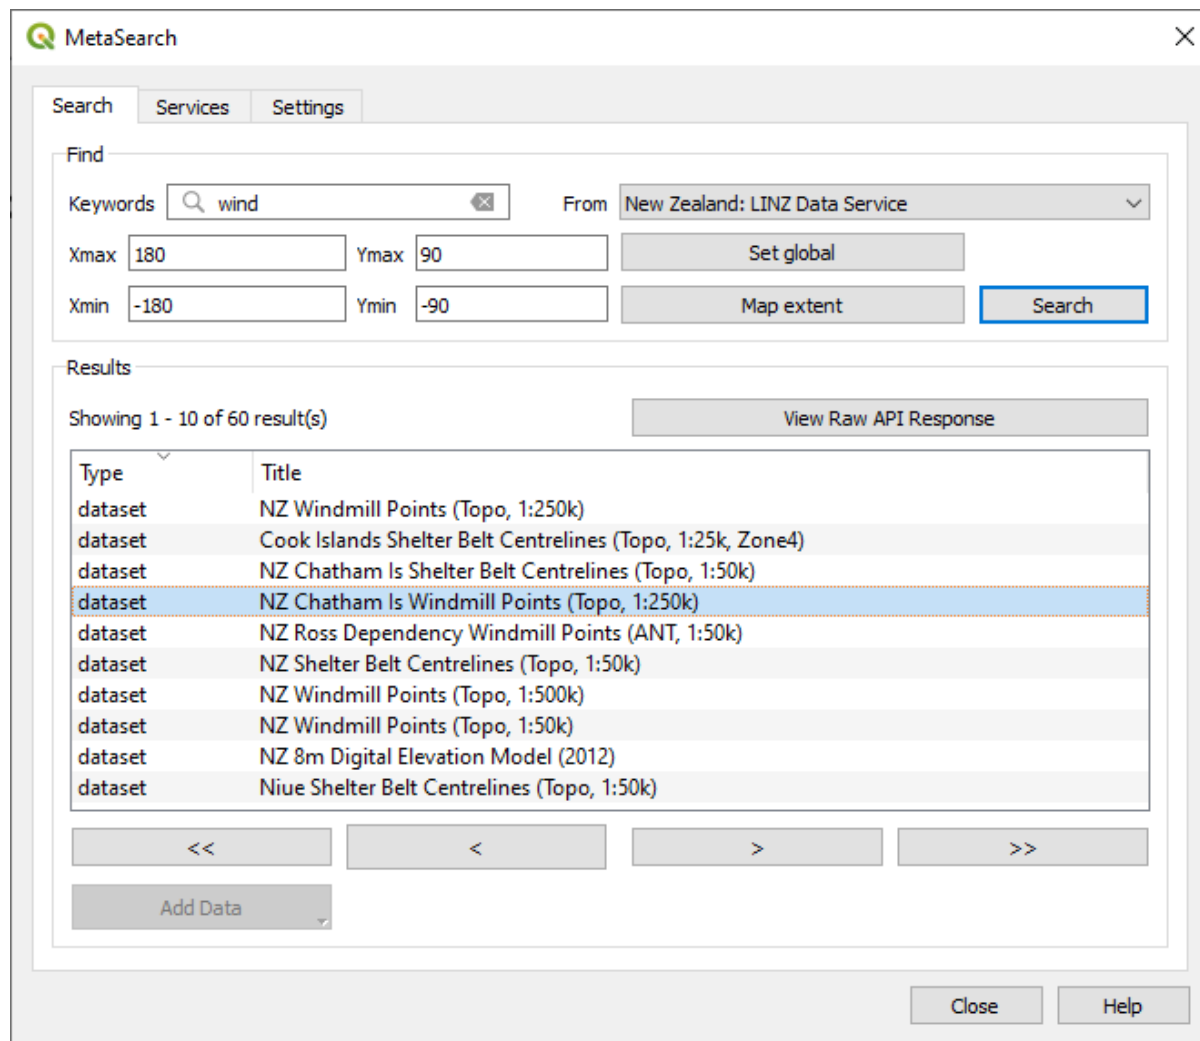 MetaSearch
Search Services Settings
Find
Keywords wind From New Zealand: LINZ Data Service
Xmax 180 Ymax 90 Set global
Xmin -180 Ymin -90 Map extent Search
Results
Showing 1 - 10 of 60 result(s) View Raw API Response
Type Title
dataset NZ Windmill Points (Topo, 1:250k)
dataset Cook Islands Shelter Belt Centrelines (Topo, 1:25k, Zone4)
dataset NZ Chatham Is Shelter Belt Centrelines (Topo, 1:50k)
dataset NZ Chatham Is Windmill Points (Topo, 1:250k)
dataset NZ Ross Dependency Windmill Points (ANT, 1:50k)
dataset NZ Shelter Belt Centrelines (Topo, 1:50k)
dataset NZ Windmill Points (Topo, 1:500k)
dataset NZ Windmill Points (Topo, 1:50k)
dataset NZ 8m Digital Elevation Model (2012)
dataset Niue Shelter Belt Centrelines (Topo, 1:50k)
<< < > >>
Add Data
Close Help